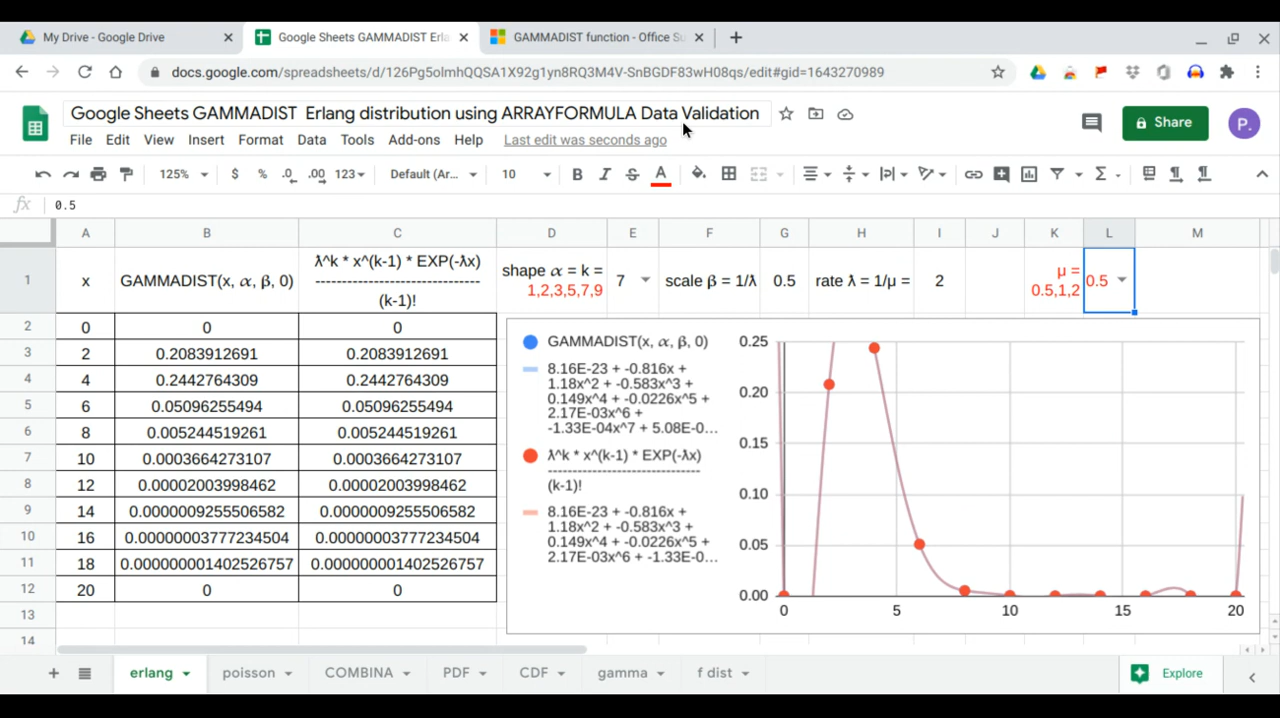 My Drive - Google Drive
Google Sheets GAMMADIST Erla
GAMMADIST function - Office Su
docs.google.com/spreadsheets/d/126Pg5oImhQQSA1X92g1yn8RQ3M4V-SnBGDF83wH08qs/edit#gid=1643270989
Google Sheets GAMMADIST Erlang distribution using ARRAYFORMULA Data Validation
File Edit View Insert Format Data Tools Add-ons Help Last edit was seconds ago
Share
P.
125% $ % .0 .00 123 Default (Ar... 10 B I S A Σ
fx 0.5
A B C D E F G H I J K L M
1 x GAMMADIST(x, α, β, 0)
λ^k * x^(k-1) * EXP(-λx)
-------------------------------
(k-1)!
shape α = k =
1,2,3,5,7,9
7 scale β = 1/λ 0.5 rate λ = 1/μ = 2
μ =
0.5,1,2
0.5
2 0 0 0
3 2 0.2083912691 0.2083912691
4 4 0.2442764309 0.2442764309
5 6 0.05096255494 0.05096255494
6 8 0.005244519261 0.005244519261
7 10 0.0003664273107 0.0003664273107
8 12 0.00002003998462 0.00002003998462
9 14 0.0000009255506582 0.0000009255506582
10 16 0.00000003777234504 0.00000003777234504
11 18 0.000000001402526757 0.000000001402526757
12 20 0 0
13
14
GAMMADIST(x, α, β, 0)
8.16E-23 + -0.816x +
1.18x^2 + -0.583x^3 +
0.149x^4 + -0.0226x^5 +
2.17E-03x^6 +
-1.33E-04x^7 + 5.08E-0...
λ^k * x^(k-1) * EXP(-λx)
-------------------------------
(k-1)!
8.16E-23 + -0.816x +
1.18x^2 + -0.583x^3 +
0.149x^4 + -0.0226x^5 +
2.17E-03x^6 + -1.33E-0...
0.25
0.20
0.15
0.10
0.05
0.00
0 5 10 15 20
erlang poisson COMBINA PDF CDF gamma f dist Explore